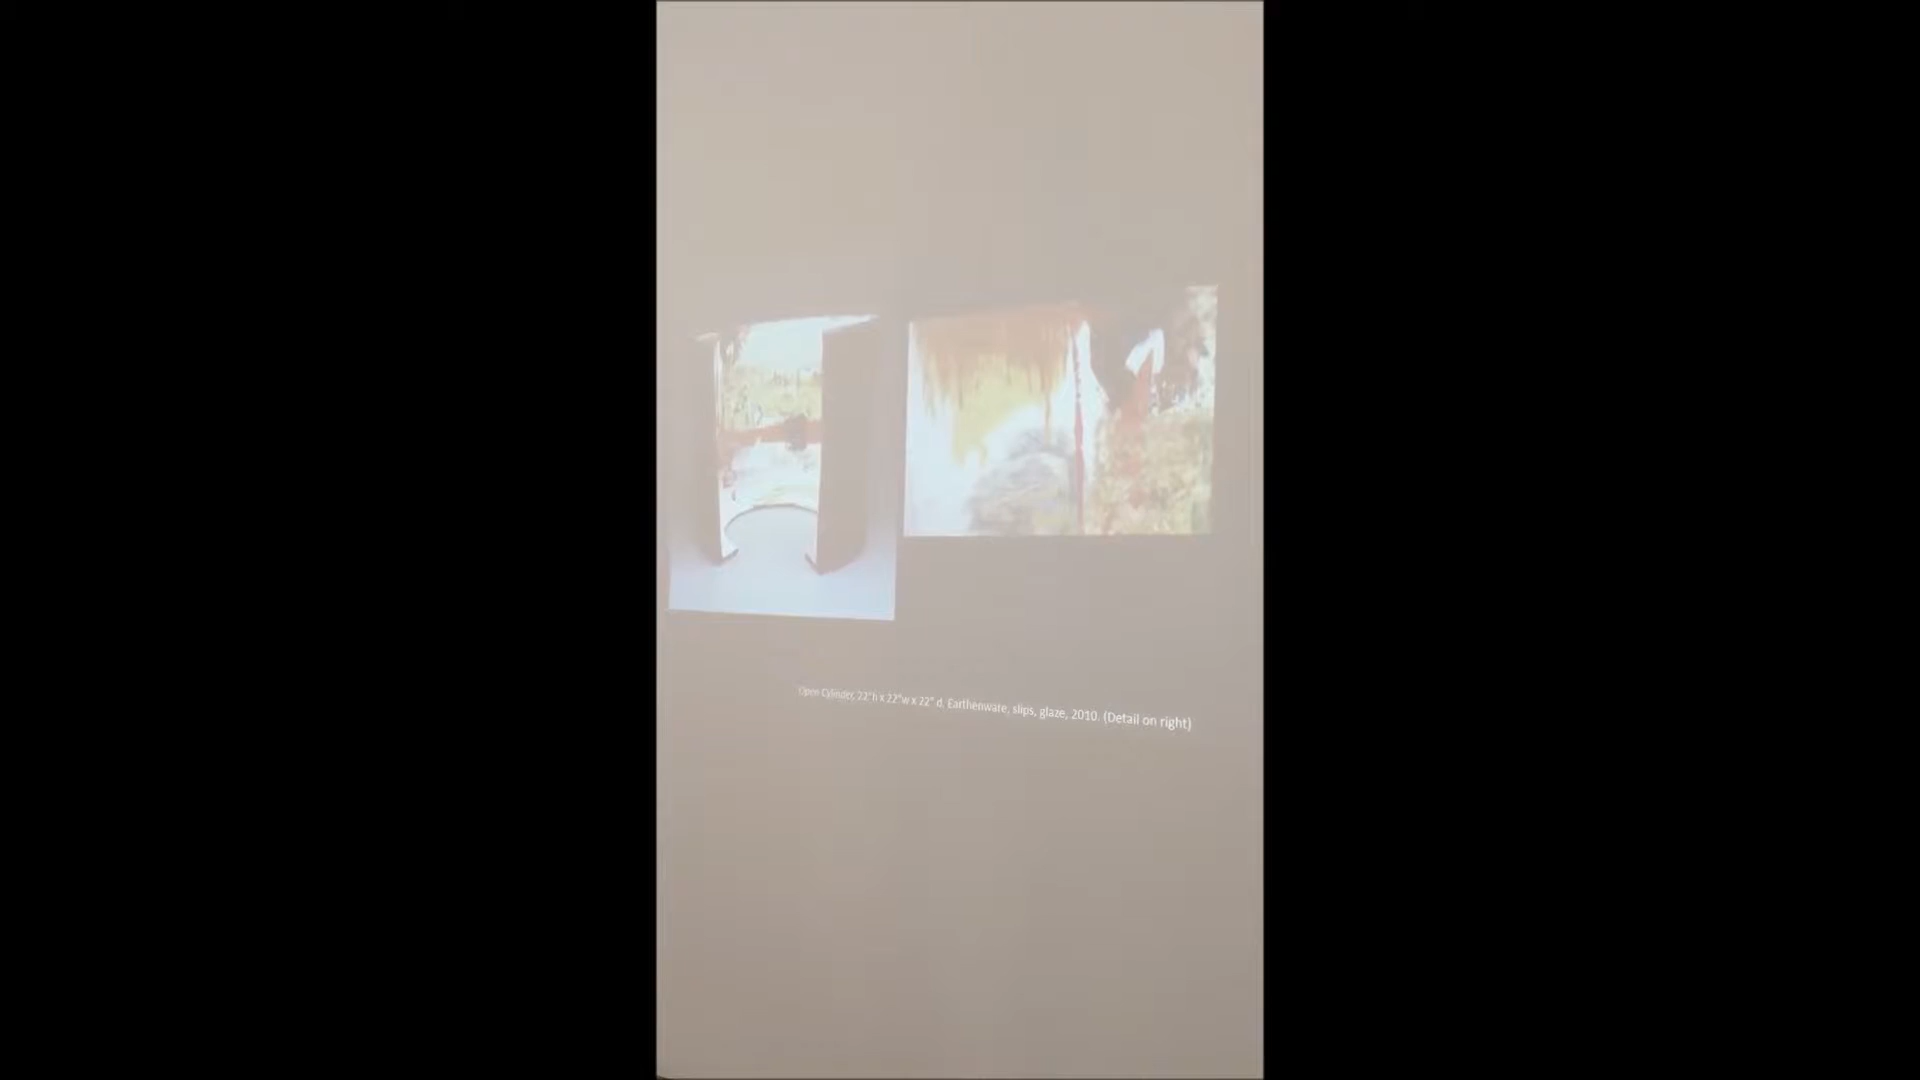 Open Cylinder, 22"h x 22"w x 22" d. Earthenware, slips, glaze, 2010. (Detail on right)